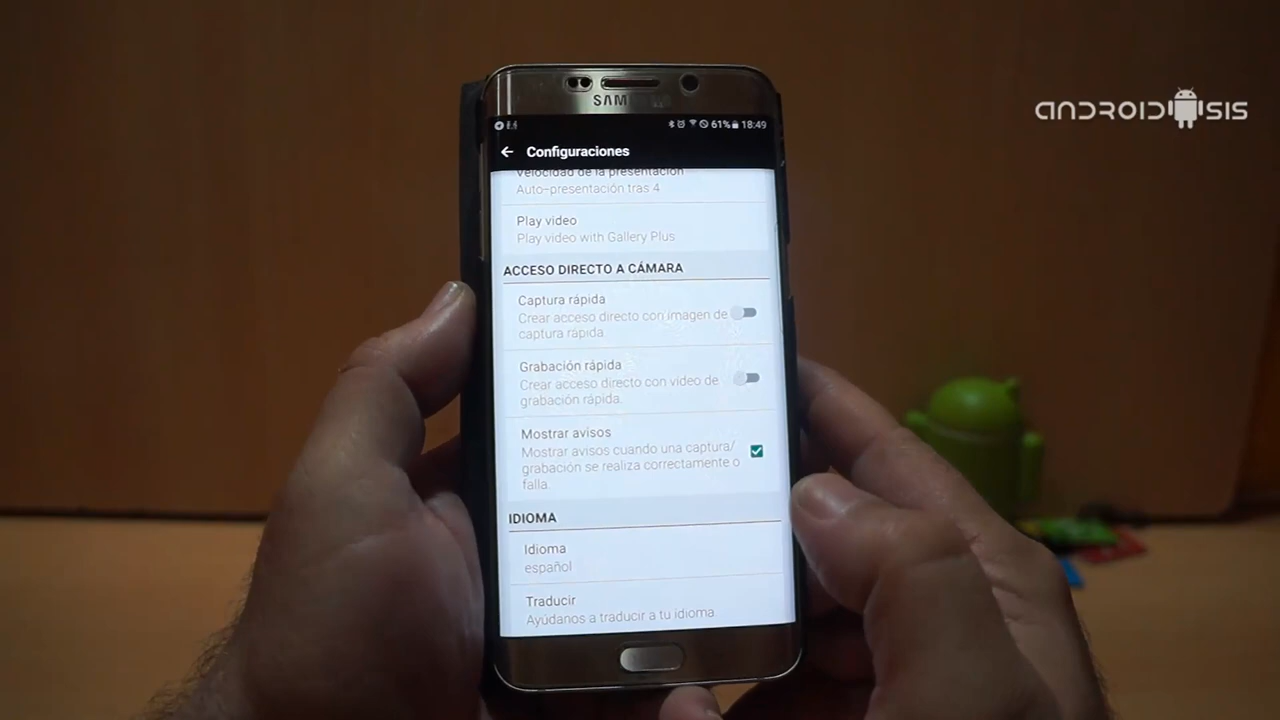 SAMSUNG
ANDROIDSIS
61% 18:49
Configuraciones
Velocidad de la presentación
Auto-presentación tras 4
Play video
Play video with Gallery Plus
ACCESO DIRECTO A CÁMARA
Captura rápida
Crear acceso directo con imagen de
captura rápida.
Grabación rápida
Crear acceso directo con vídeo de
grabación rápida.
Mostrar avisos
Mostrar avisos cuando una captura/
grabación se realiza correctamente o
falla.
IDIOMA
Idioma
español
Traducir
Ayúdanos a traducir a tu idioma